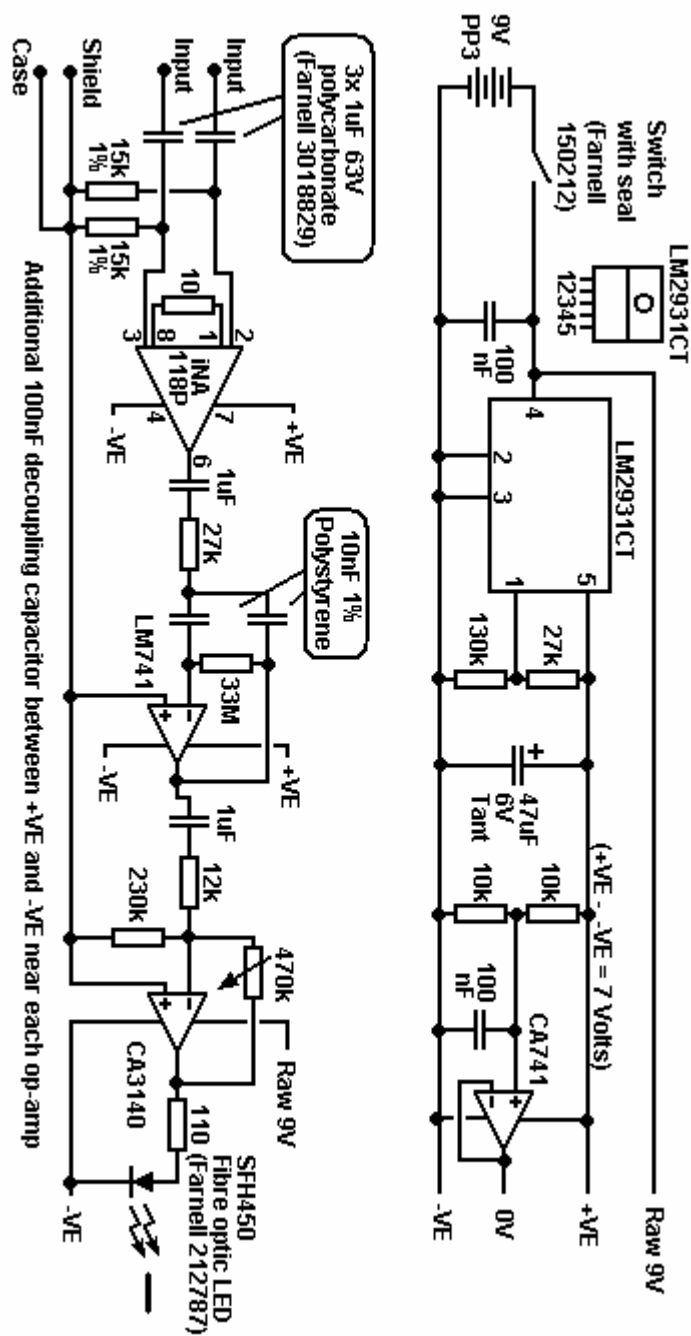 LM2931CT
Switch
with seal
(Farnell
150212)
12345
LM2931CT
Raw 9V
9V
PP3
100
nF
4
5
1
2
3
27k
130k
47uF
6V
Tant
+
(+VE - -VE = 7 Volts)
10k
10k
100
nF
CA741
+
-
+VE
0V
-VE
3x 1uF 63V
polycarbonate
(Farnell 3018829)
Input
Input
Shield
Case
15k
1%
15k
1%
10
2
1
8
3
iNA
118P
7
4
6
+VE
-VE
1uF
27k
10nF 1%
Polystyrene
33M
LM741
-
+
+VE
-VE
1uF
12k
230k
470k
-
+
Raw 9V
CA3140
110
SFH450
Fibre optic LED
(Farnell 212787)
-VE
Additional 100nF decoupling capacitor between +VE and -VE near each op-amp